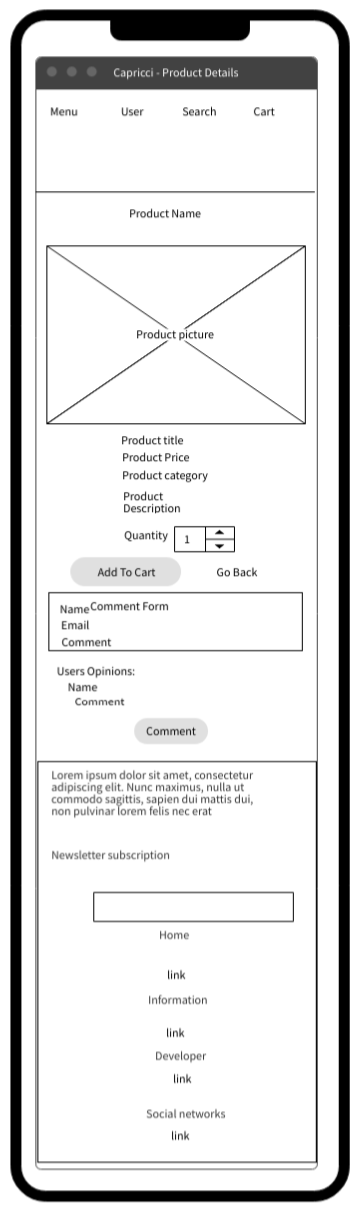 Capricci - Product Details
Menu User Search Cart
Product Name
Product picture
Product title
Product Price
Product category
Product
Description
Quantity 1
Add To Cart Go Back
Name Comment Form
Email
Comment
Users Opinions:
Name
Comment
Comment
Lorem ipsum dolor sit amet, consectetur
adipiscing elit. Nunc maximus, nulla ut
commodo sagittis, sapien dui mattis dui,
non pulvinar lorem felis nec erat
Newsletter subscription
Home
link
Information
link
Developer
link
Social networks
link